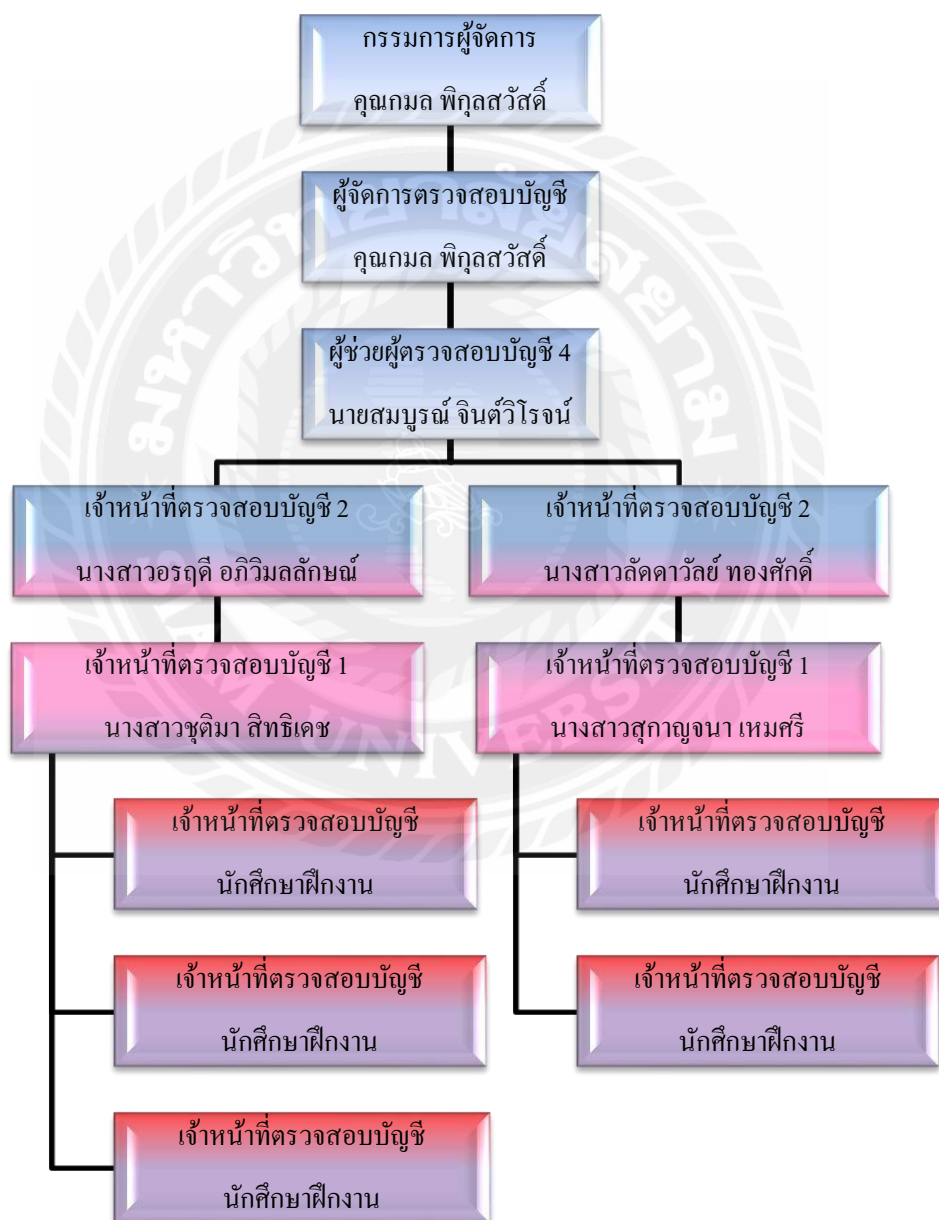 กรรมการผู้จัดการ
คุณกมล พิกุลสวัสดิ์
ผู้จัดการตรวจสอบบัญชี
คุณกมล พิกุลสวัสดิ์
ผู้ช่วยผู้ตรวจสอบบัญชี 4
นายสมบูรณ์ จินต์วิโรจน์
เจ้าหน้าที่ตรวจสอบบัญชี 2
นางสาวอรฤดี อภิวิมลลักษณ์
เจ้าหน้าที่ตรวจสอบบัญชี 2
นางสาวลัดดาวัลย์ ทองศักดิ์
เจ้าหน้าที่ตรวจสอบบัญชี 1
นางสาวชุติมา สิทธิเดช
เจ้าหน้าที่ตรวจสอบบัญชี 1
นางสาวสุกาญจนา เหมศรี
เจ้าหน้าที่ตรวจสอบบัญชี
นักศึกษาฝึกงาน
เจ้าหน้าที่ตรวจสอบบัญชี
นักศึกษาฝึกงาน
เจ้าหน้าที่ตรวจสอบบัญชี
นักศึกษาฝึกงาน
เจ้าหน้าที่ตรวจสอบบัญชี
นักศึกษาฝึกงาน
เจ้าหน้าที่ตรวจสอบบัญชี
นักศึกษาฝึกงาน
มหาวิทยาลัยสยาม
SIAM UNIVERSITY